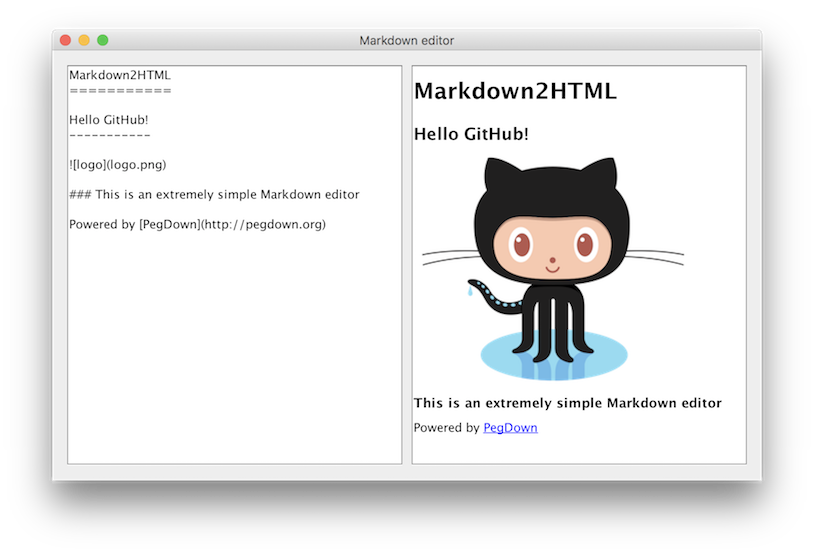 Markdown editor
Markdown2HTML
===========
Hello GitHub!
-----------
![logo](logo.png)
### This is an extremely simple Markdown editor
Powered by [PegDown](http://pegdown.org)
Markdown2HTML
Hello GitHub!
This is an extremely simple Markdown editor
Powered by PegDown